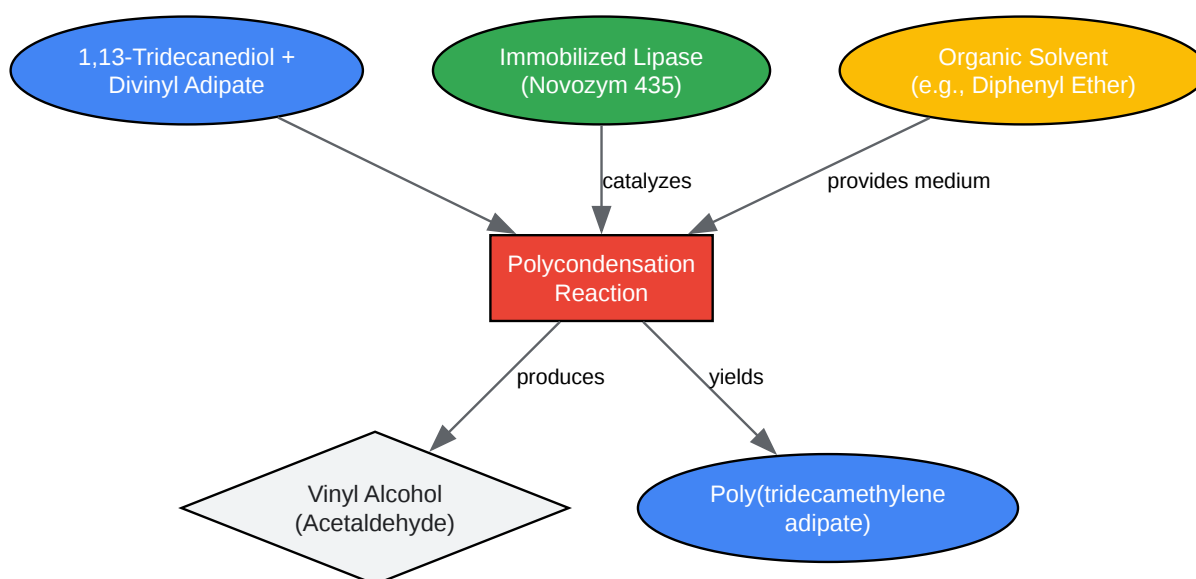 1,13-Tridecanediol +
Divinyl Adipate
Immobilized Lipase
(Novozym 435)
Organic Solvent
(e.g., Diphenyl Ether)
catalyzes
provides medium
Polycondensation
Reaction
produces
yields
Vinyl Alcohol
(Acetaldehyde)
Poly(tridecamethylene
adipate)